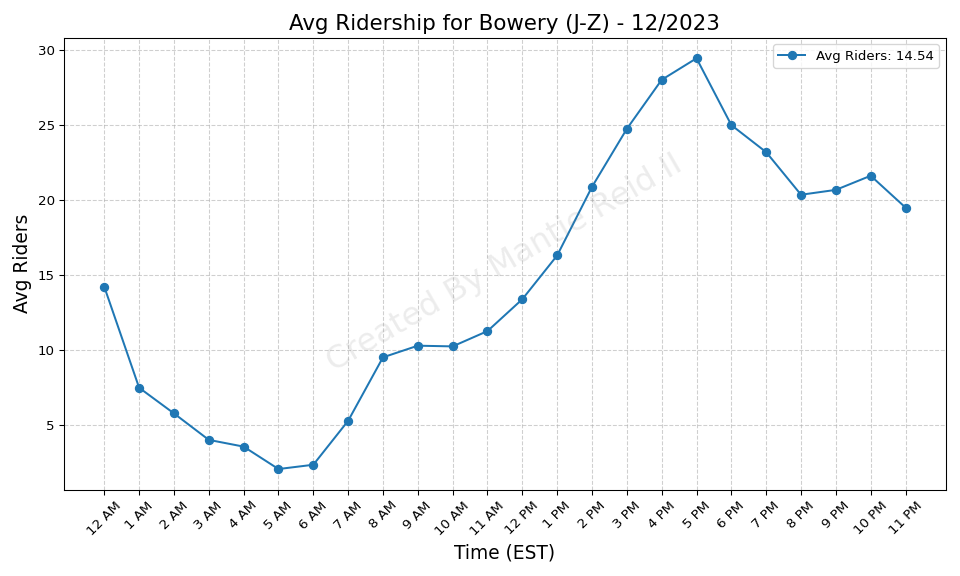 Avg Ridership for Bowery (J-Z) - 12/2023
Avg Riders: 14.54
Avg Riders
30
25
20
15
10
5
Created By Mantic Reid II
12 AM
1 AM
2 AM
3 AM
4 AM
5 AM
6 AM
7 AM
8 AM
9 AM
10 AM
11 AM
12 PM
1 PM
2 PM
3 PM
4 PM
5 PM
6 PM
7 PM
8 PM
9 PM
10 PM
11 PM
Time (EST)